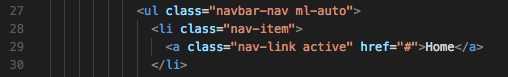 27 <ul class="navbar-nav ml-auto">
28 <li class="nav-item">
29 <a class="nav-link active" href="#">Home</a>
30 </li>